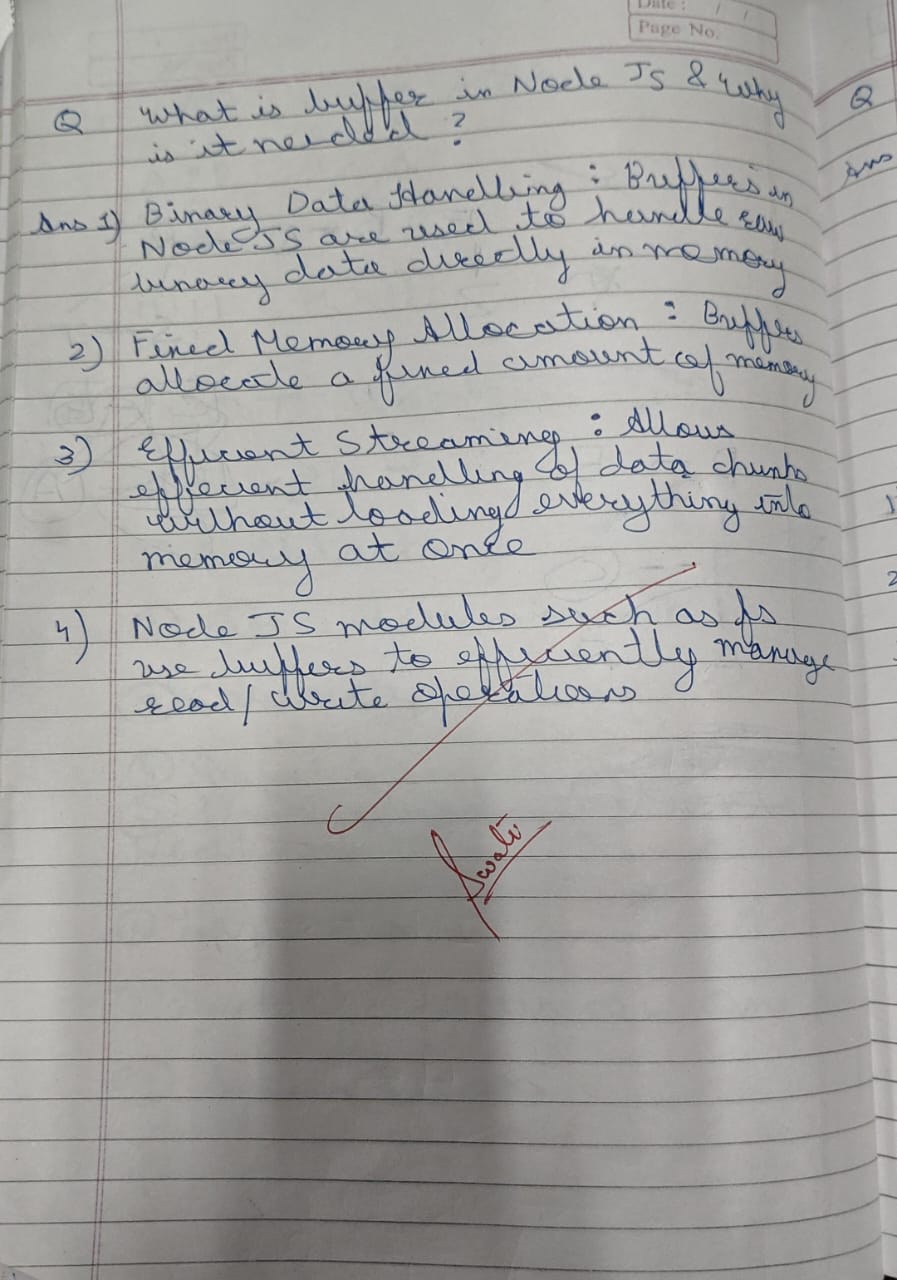 Date : / /
Page No.
Q What is buffer in Node JS & Why
is it needed ?
Ans 1) Binary Data Handling : Buffers in
Node JS are used to handle raw
binary data directly in memory
2) Fixed Memory Allocation : Buffers
allocate a fixed amount of memory
3) Efficient Streaming : Allows
efficient handling of data chunks
without loading everything into
memory at once
4) Node JS modules such as fs
use buffers to efficiently manage
read / write operations
Swati
Q
Ans
1
2